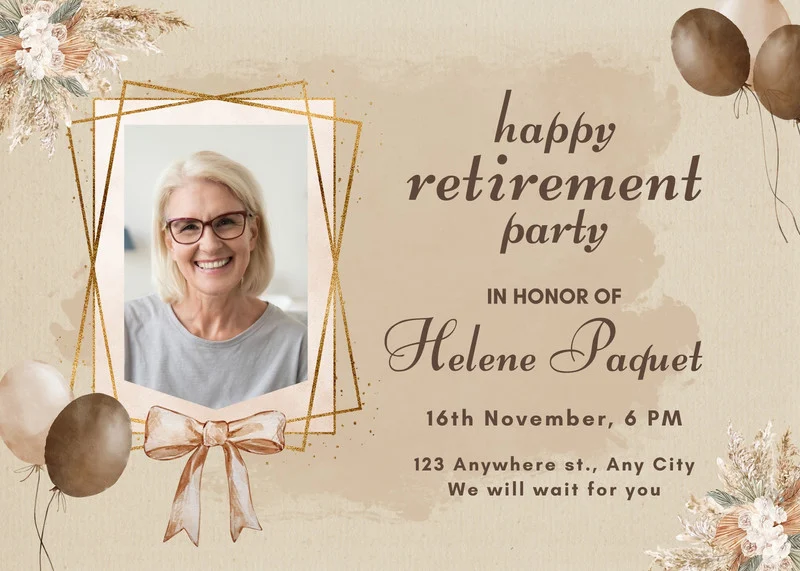 happy
retirement
party
IN HONOR OF
Helene Paquet
16th November, 6 PM
123 Anywhere st., Any City
We will wait for you